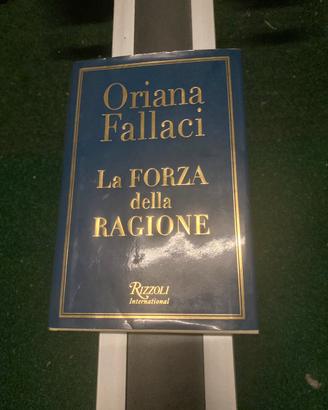 Oriana
Fallaci
La FORZA
della
RAGIONE
RIZZOLI
International